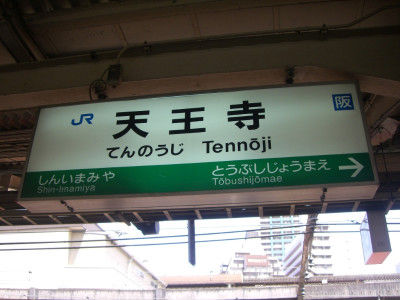 JR 天王寺 阪
てんのうじ Tennōji
しんいまみや とうぶしじょうまえ →
Shin-Imamiya Tōbushijōmae